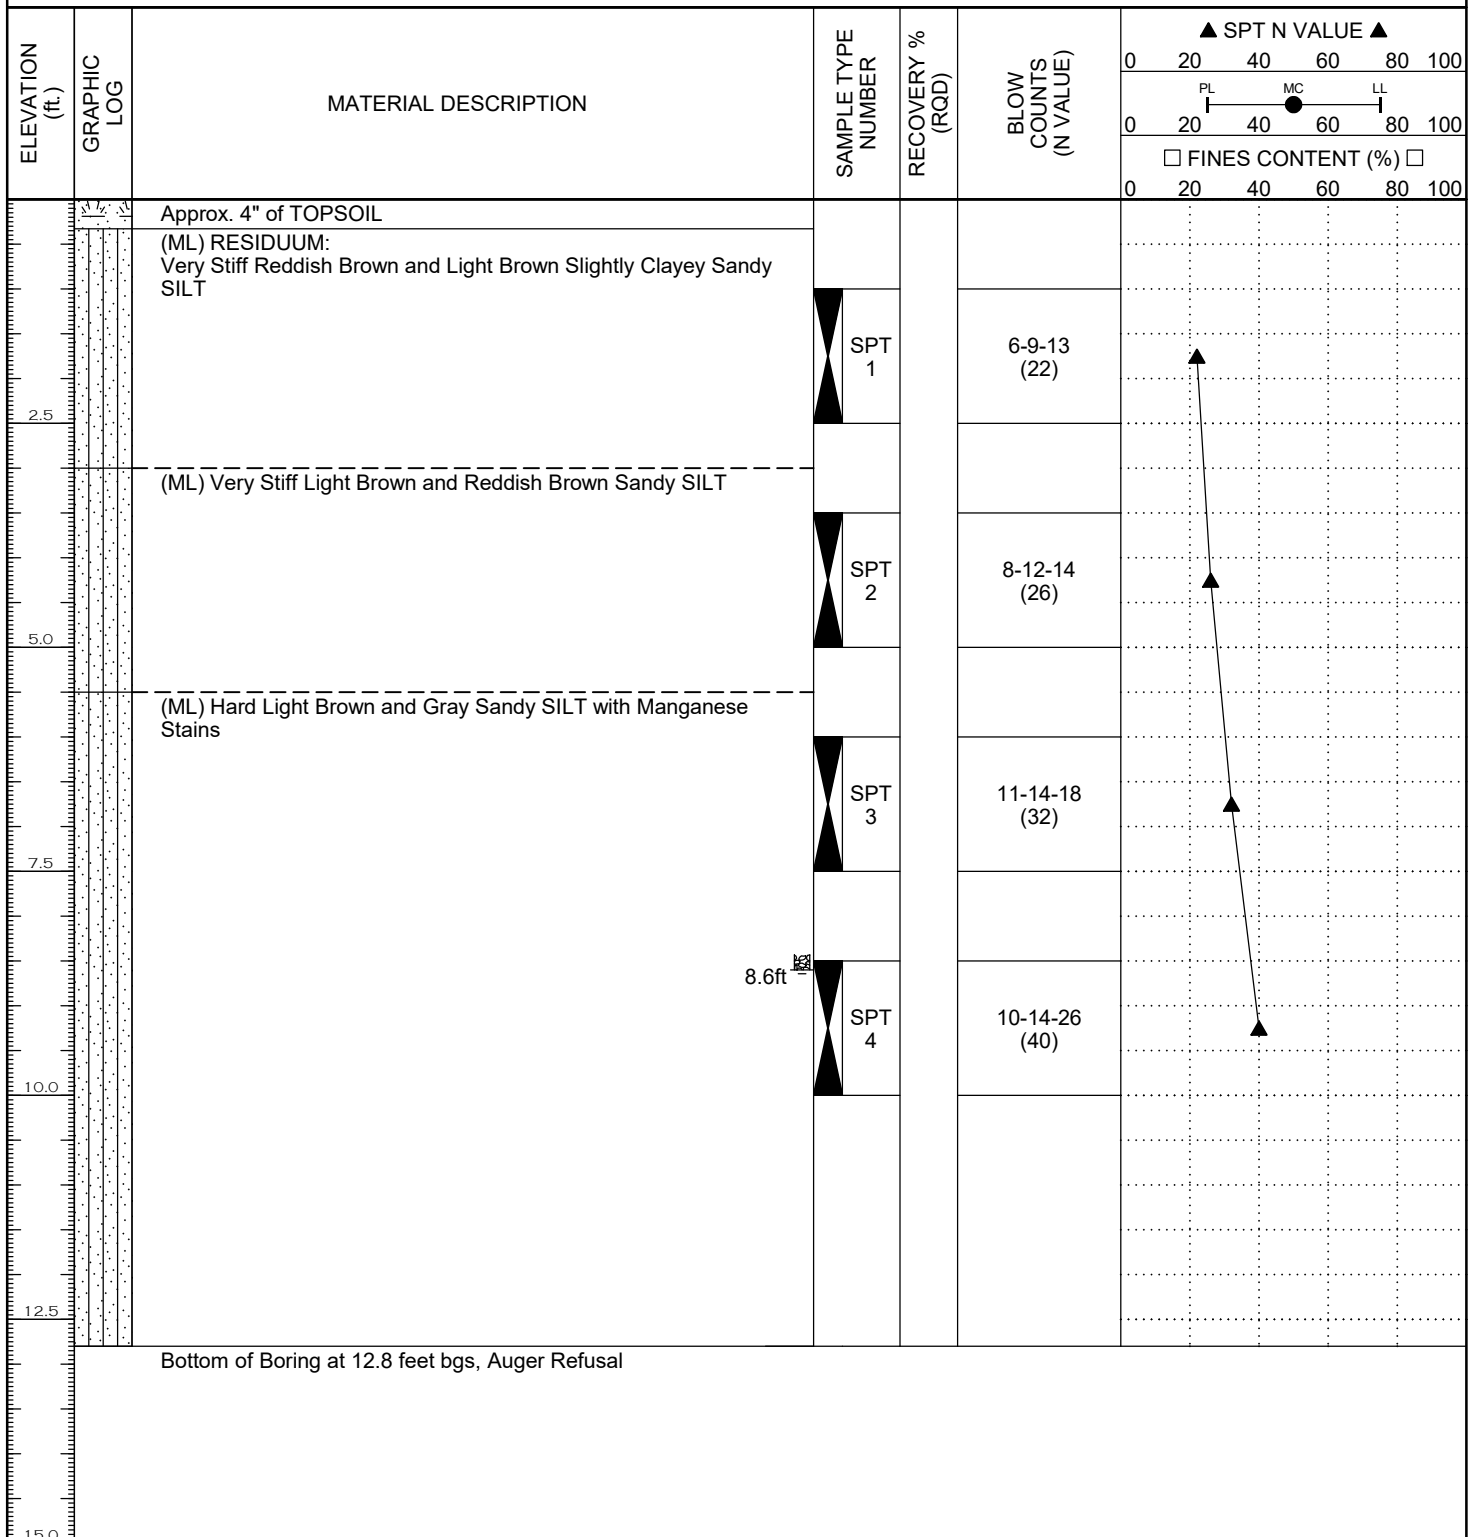 ELEVATION
(ft.)
GRAPHIC
LOG
MATERIAL DESCRIPTION
SAMPLE TYPE
NUMBER
RECOVERY %
(RQD)
BLOW
COUNTS
(N VALUE)
▲ SPT N VALUE ▲
0 20 40 60 80 100
PL MC LL
0 20 40 60 80 100
□ FINES CONTENT (%) □
0 20 40 60 80 100
Approx. 4" of TOPSOIL
(ML) RESIDUUM:
Very Stiff Reddish Brown and Light Brown Slightly Clayey Sandy
SILT
SPT
1
6-9-13
(22)
2.5
(ML) Very Stiff Light Brown and Reddish Brown Sandy SILT
SPT
2
8-12-14
(26)
5.0
(ML) Hard Light Brown and Gray Sandy SILT with Manganese
Stains
SPT
3
11-14-18
(32)
7.5
8.6ft
SPT
4
10-14-26
(40)
10.0
12.5
Bottom of Boring at 12.8 feet bgs, Auger Refusal
15.0